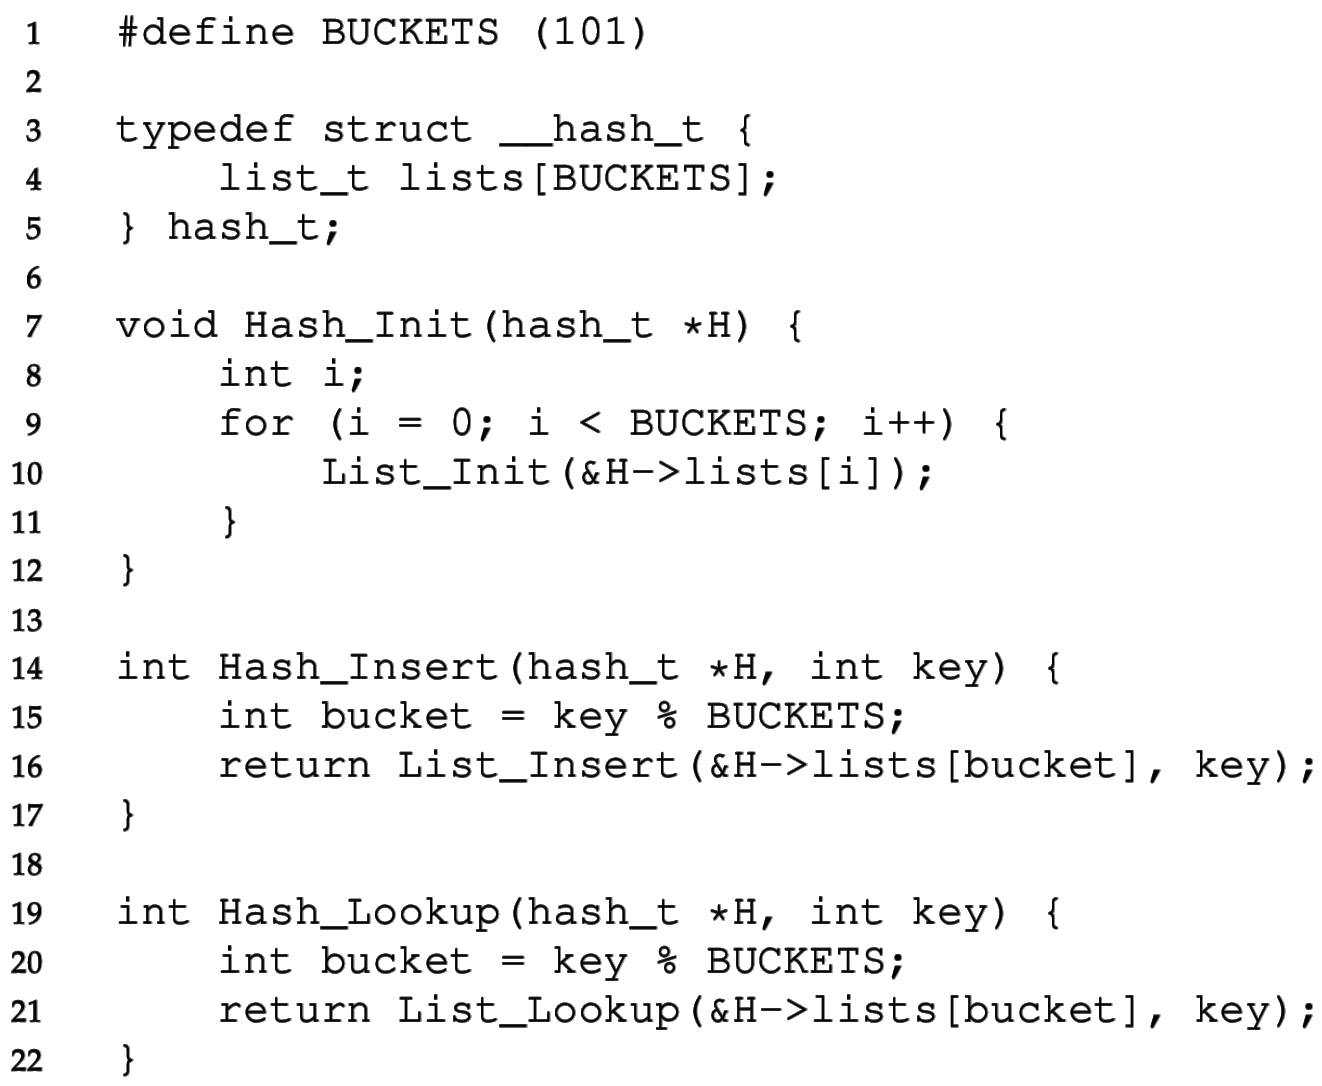 1 #define BUCKETS (101)
2
3 typedef struct __hash_t {
4     list_t lists[BUCKETS];
5 } hash_t;
6
7 void Hash_Init(hash_t *H) {
8     int i;
9     for (i = 0; i < BUCKETS; i++) {
10         List_Init(&H->lists[i]);
11     }
12 }
13
14 int Hash_Insert(hash_t *H, int key) {
15     int bucket = key % BUCKETS;
16     return List_Insert(&H->lists[bucket], key);
17 }
18
19 int Hash_Lookup(hash_t *H, int key) {
20     int bucket = key % BUCKETS;
21     return List_Lookup(&H->lists[bucket], key);
22 }